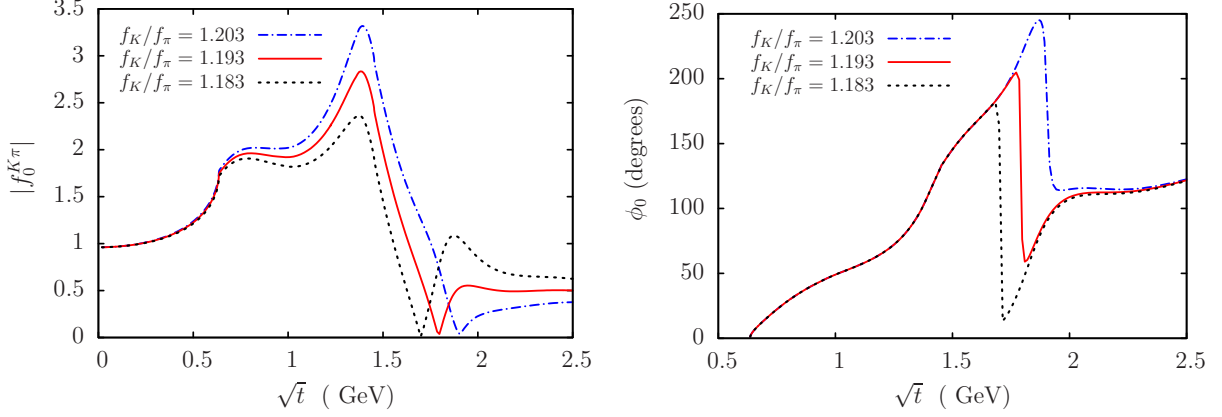 |f_0^{Kπ}|
3.5
3
2.5
2
1.5
1
0.5
0
f_K/f_π = 1.203
f_K/f_π = 1.193
f_K/f_π = 1.183
0 0.5 1 1.5 2 2.5
√t ( GeV)
ϕ_0 (degrees)
250
200
150
100
50
0
f_K/f_π = 1.203
f_K/f_π = 1.193
f_K/f_π = 1.183
0.5 1 1.5 2 2.5
√t ( GeV)